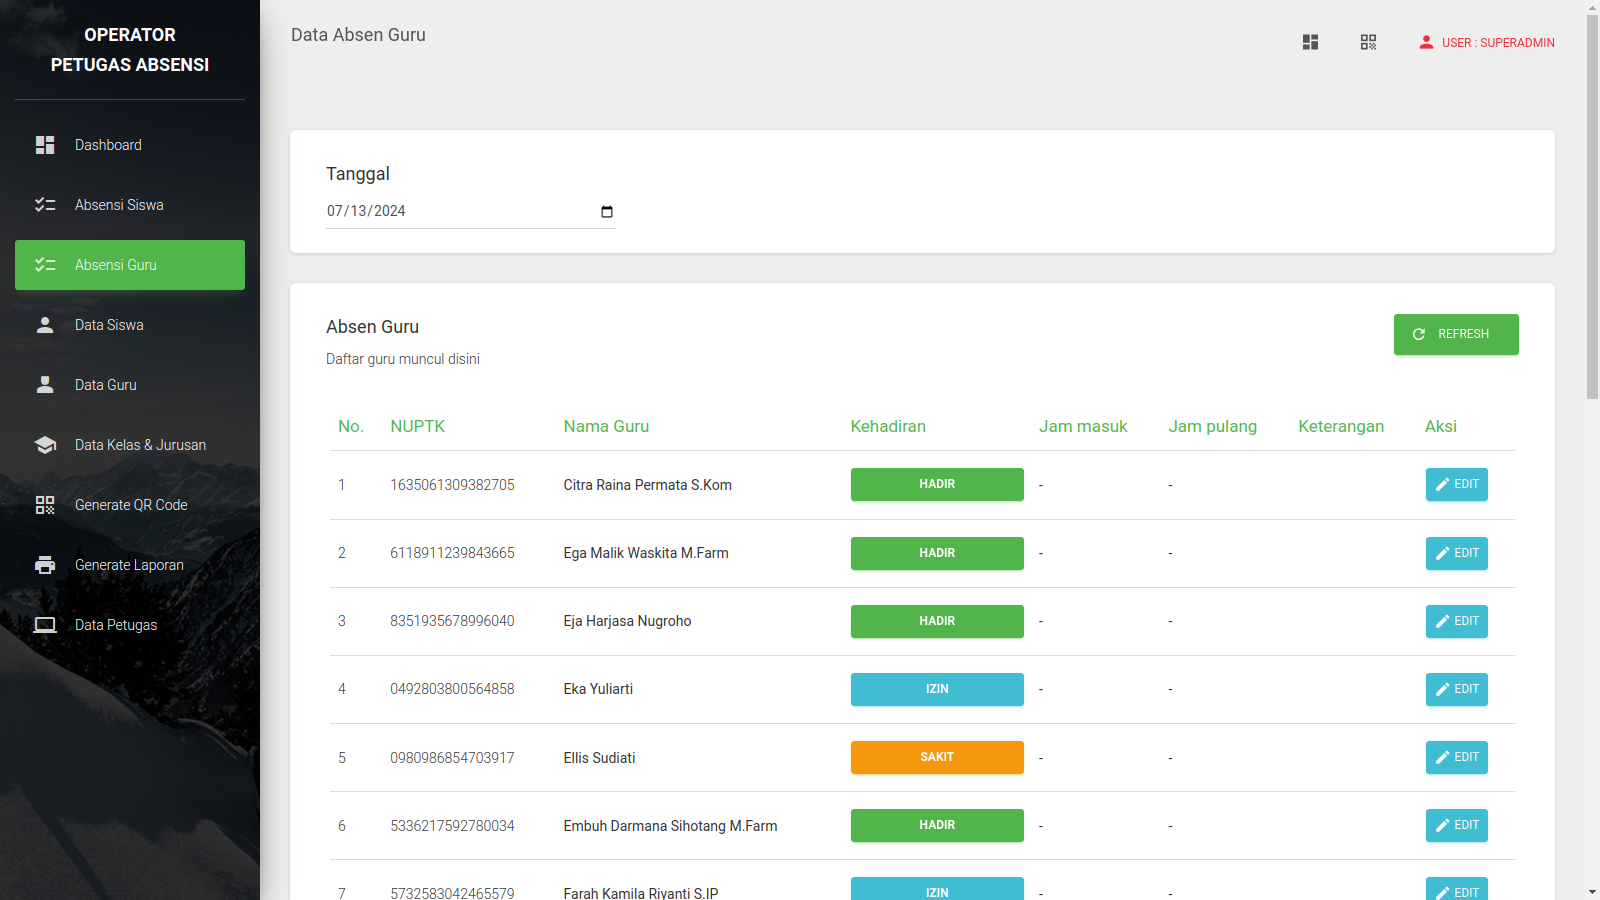 OPERATOR
PETUGAS ABSENSI
Dashboard
Absensi Siswa
Absensi Guru
Data Siswa
Data Guru
Data Kelas & Jurusan
Generate QR Code
Generate Laporan
Data Petugas
Data Absen Guru
USER : SUPERADMIN
Tanggal
07/13/2024
Absen Guru
Daftar guru muncul disini
REFRESH
No. NUPTK Nama Guru Kehadiran Jam masuk Jam pulang Keterangan Aksi
1 1635061309382705 Citra Raina Permata S.Kom HADIR - - EDIT
2 6118911239843665 Ega Malik Waskita M.Farm HADIR - - EDIT
3 8351935678996040 Eja Harjasa Nugroho HADIR - - EDIT
4 0492803800564858 Eka Yuliarti IZIN - - EDIT
5 0980986854703917 Ellis Sudiati SAKIT - - EDIT
6 5336217592780034 Embuh Darmana Sihotang M.Farm HADIR - - EDIT
7 5732583042465579 Farah Kamila Riyanti S.IP IZIN - - EDIT